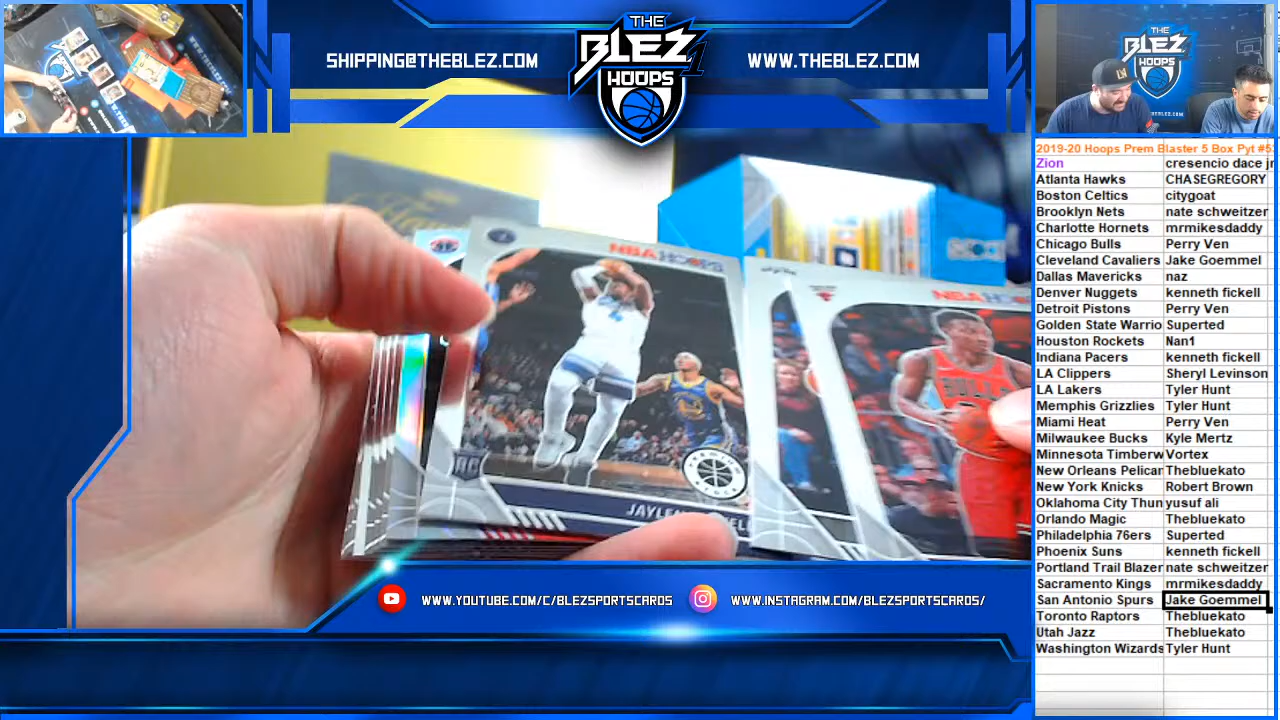 THE
BLEZ
HOOPS
SHIPPING@THEBLEZ.COM
WWW.THEBLEZ.COM
THE
BLEZ
HOOPS
NBA HOOPS
NBA HOOPS
RC
PREMIUM
STOCK
WWW.YOUTUBE.COM/C/BLEZSPORTSCARDS
WWW.INSTAGRAM.COM/BLEZSPORTSCARDS/
2019-20 Hoops Prem Blaster 5 Box Pyt #5
Zion cresencio dace jr
Atlanta Hawks CHASEGREGORY
Boston Celtics citygoat
Brooklyn Nets nate schweitzer
Charlotte Hornets mrmikesdaddy
Chicago Bulls Perry Ven
Cleveland Cavaliers Jake Goemmel
Dallas Mavericks naz
Denver Nuggets kenneth fickell
Detroit Pistons Perry Ven
Golden State Warrio Superted
Houston Rockets Nan1
Indiana Pacers kenneth fickell
LA Clippers Sheryl Levinson
LA Lakers Tyler Hunt
Memphis Grizzlies Tyler Hunt
Miami Heat Perry Ven
Milwaukee Bucks Kyle Mertz
Minnesota Timberw Vortex
New Orleans Pelican Thebluekato
New York Knicks Robert Brown
Oklahoma City Thun yusuf ali
Orlando Magic Thebluekato
Philadelphia 76ers Superted
Phoenix Suns kenneth fickell
Portland Trail Blazer nate schweitzer
Sacramento Kings mrmikesdaddy
San Antonio Spurs Jake Goemmel
Toronto Raptors Thebluekato
Utah Jazz Thebluekato
Washington Wizards Tyler Hunt